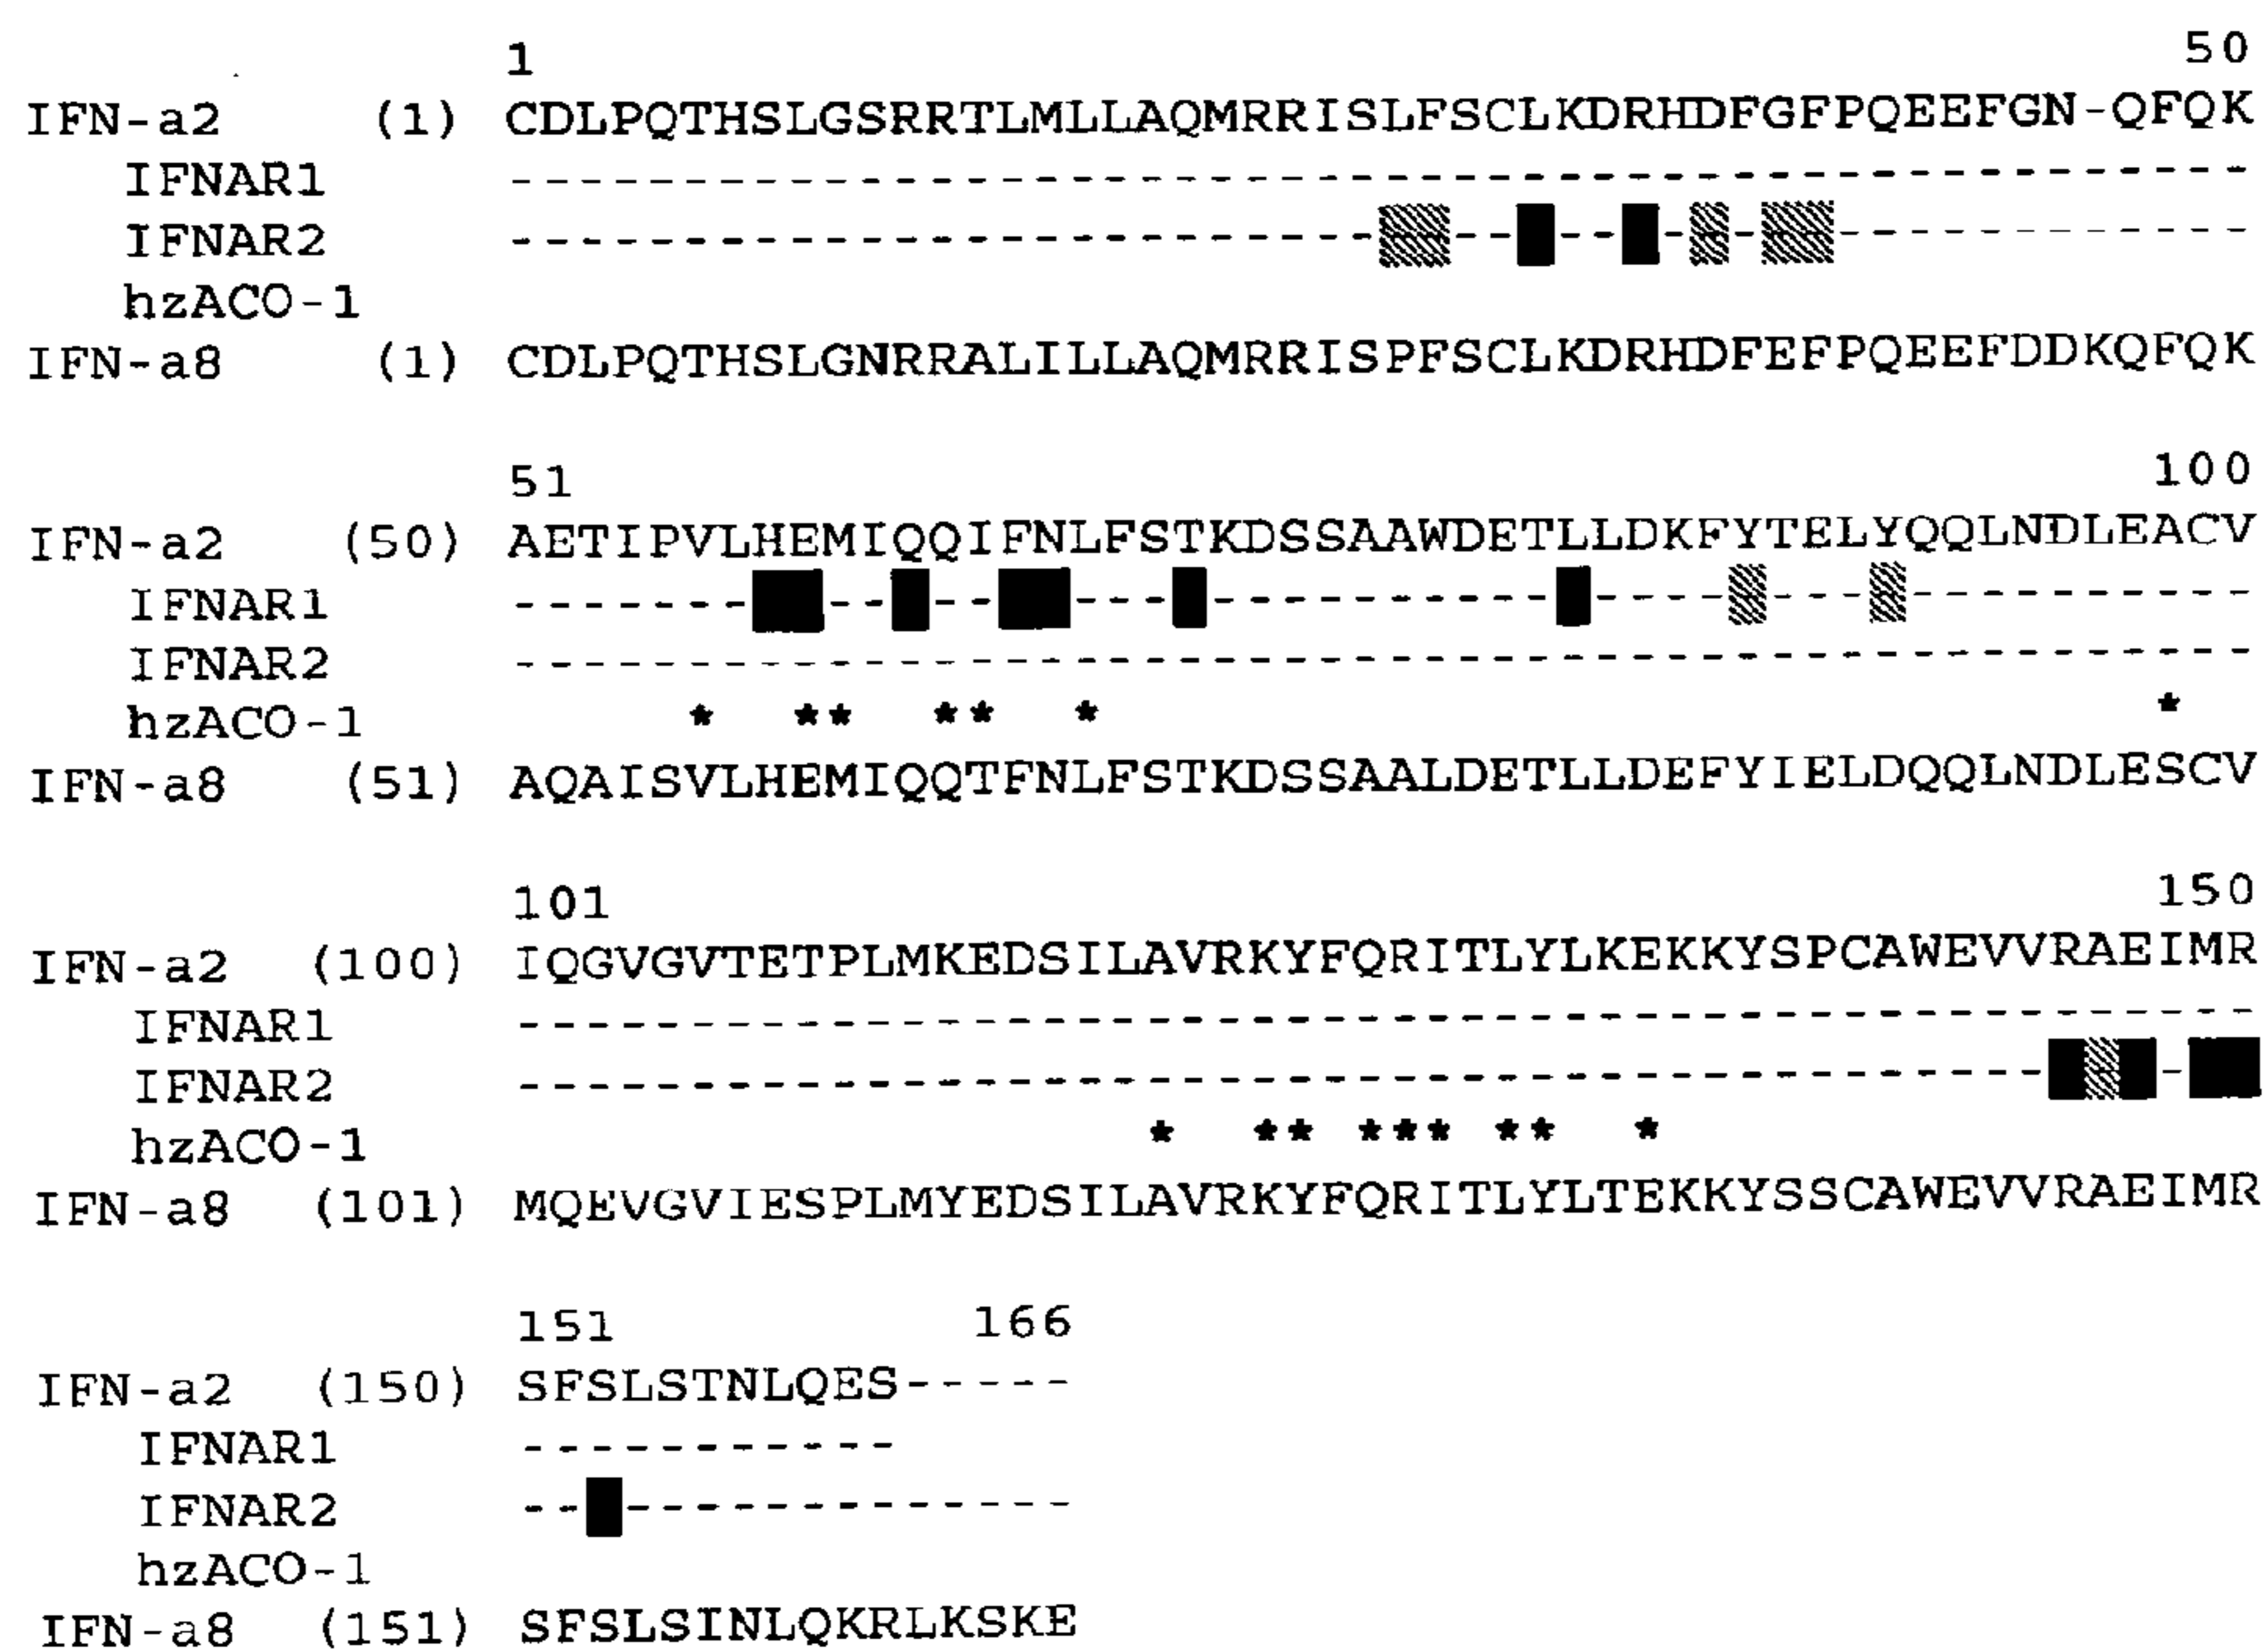 1 50
IFN-a2 (1) CDLPQTHSLGSRRTLMLLAQMRRISLFSCLKDRHDFGFPQEEFGN-QFQK
IFNAR1 --------------------------------------------------
IFNAR2 ------------------------- -- -- - - ------------
hzACO-1
IFN-a8 (1) CDLPQTHSLGNRRALILLAQMRRISPFSCLKDRHDFEFPQEEFDDKQFQK
51 100
IFN-a2 (50) AETIPVLHEMIQQIFNLFSTKDSSAAWDETLLDKFYTELYQQLNDLEACV
IFNAR1 ------- -- -- --- ---------- ---- --- ----------
IFNAR2 --------------------------------------------------
hzACO-1 * ** ** * *
IFN-a8 (51) AQAISVLHEMIQQTFNLFSTKDSSAALDETLLDEFYIELDQQLNDLESCV
101 150
IFN-a2 (100) IQGVGVTETPLMKEDSILAVRKYFQRITLYLKEKKYSPCAWEVVRAEIMR
IFNAR1 --------------------------------------------------
IFNAR2 -------------------------------------------- -
hzACO-1 * ** *** ** *
IFN-a8 (101) MQEVGVIESPLMYEDSILAVRKYFQRITLYLTEKKYSSCAWEVVRAEIMR
151 166
IFN-a2 (150) SFSLSTNLQES-----
IFNAR1 -----------
IFNAR2 -- -------------
hzACO-1
IFN-a8 (151) SFSLSINLQKRLKSKE